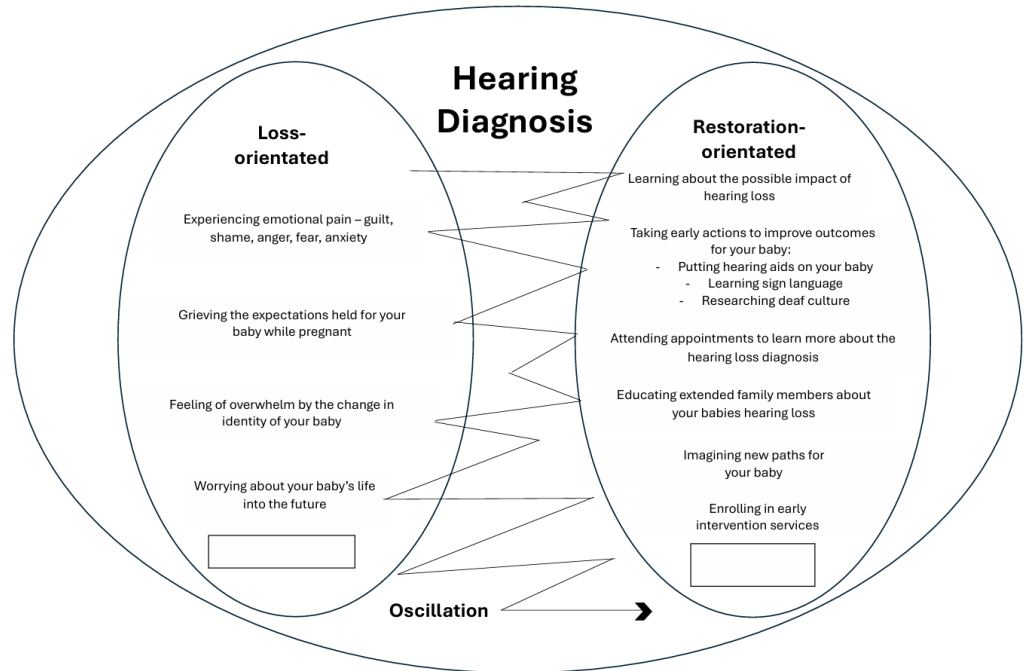 Hearing
Diagnosis
Loss-
orientated
Experiencing emotional pain – guilt,
shame, anger, fear, anxiety
Grieving the expectations held for your
baby while pregnant
Feeling of overwhelm by the change in
identity of your baby
Worrying about your baby's life
into the future
Restoration-
orientated
Learning about the possible impact of
hearing loss
Taking early actions to improve outcomes
for your baby:
- Putting hearing aids on your baby
- Learning sign language
- Researching deaf culture
Attending appointments to learn more about the
hearing loss diagnosis
Educating extended family members about
your babies hearing loss
Imagining new paths for
your baby
Enrolling in early
intervention services
Oscillation